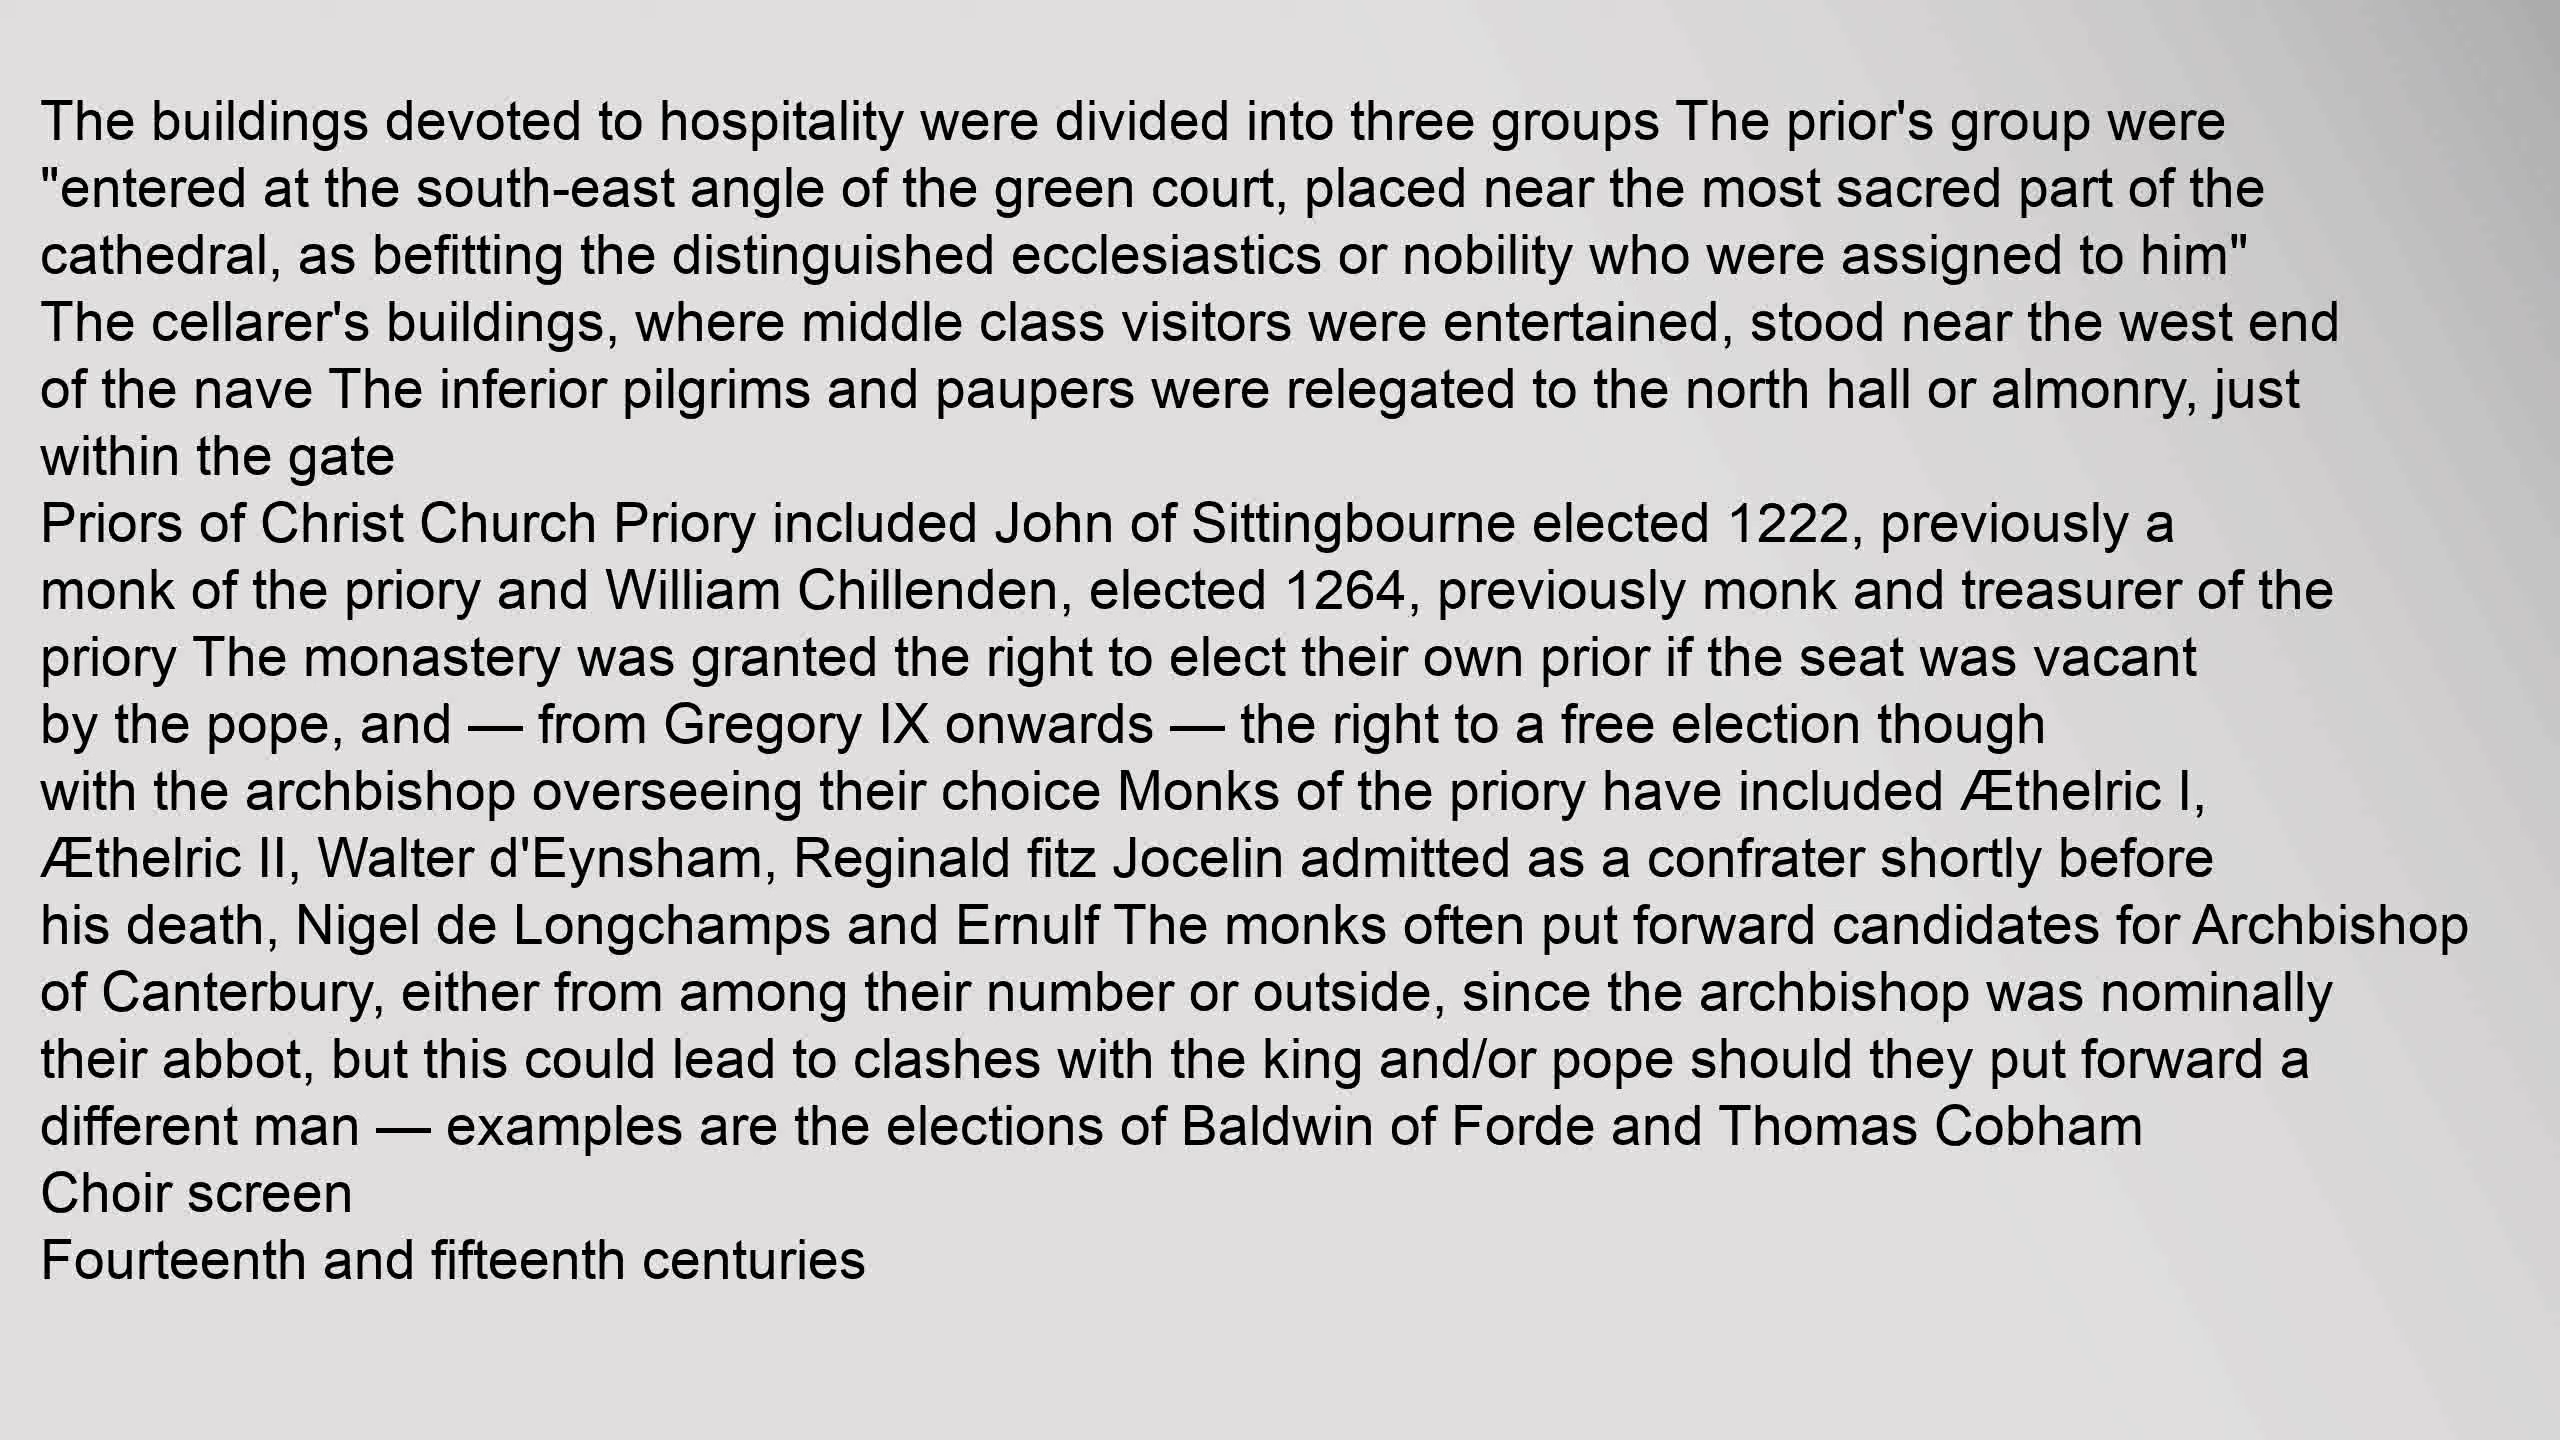 The buildings devoted to hospitality were divided into three groups The prior's group were
"entered at the south-east angle of the green court, placed near the most sacred part of the
cathedral, as befitting the distinguished ecclesiastics or nobility who were assigned to him"
The cellarer's buildings, where middle class visitors were entertained, stood near the west end
of the nave The inferior pilgrims and paupers were relegated to the north hall or almonry, just
within the gate
Priors of Christ Church Priory included John of Sittingbourne elected 1222, previously a
monk of the priory and William Chillenden, elected 1264, previously monk and treasurer of the
priory The monastery was granted the right to elect their own prior if the seat was vacant
by the pope, and — from Gregory IX onwards — the right to a free election though
with the archbishop overseeing their choice Monks of the priory have included Æthelric I,
Æthelric II, Walter d'Eynsham, Reginald fitz Jocelin admitted as a confrater shortly before
his death, Nigel de Longchamps and Ernulf The monks often put forward candidates for Archbishop
of Canterbury, either from among their number or outside, since the archbishop was nominally
their abbot, but this could lead to clashes with the king and/or pope should they put forward a
different man — examples are the elections of Baldwin of Forde and Thomas Cobham
Choir screen
Fourteenth and fifteenth centuries